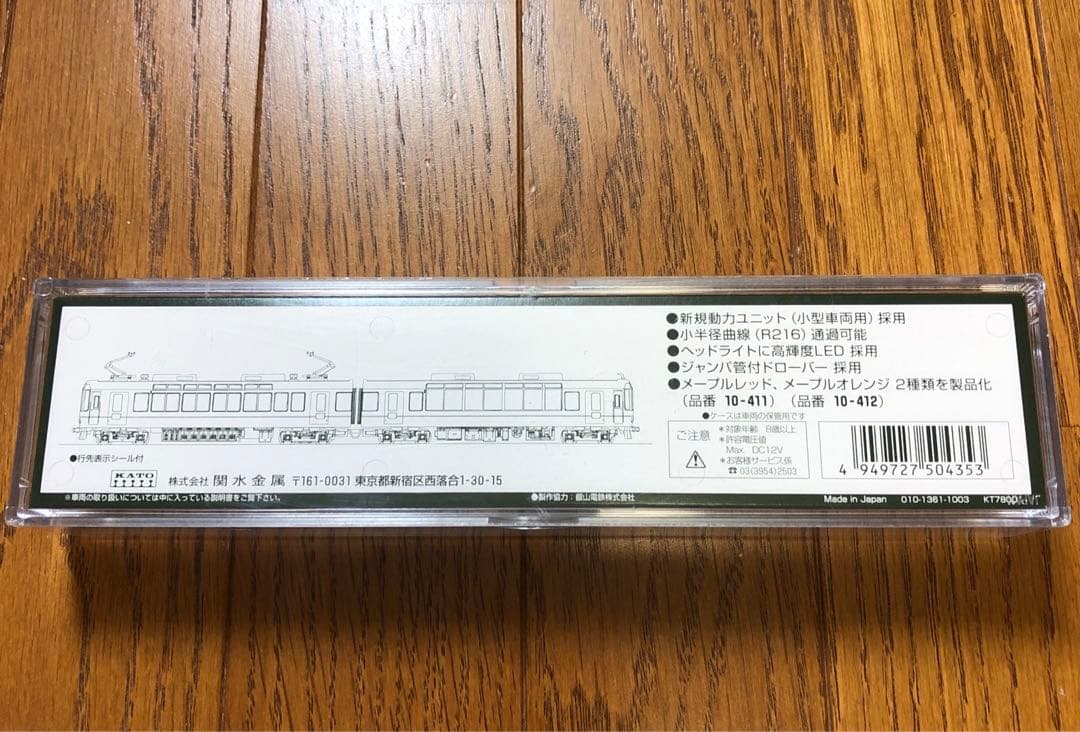 ●新規動力ユニット（小型車両用）採用
●小半径曲線（R216）通過可能
●ヘッドライトに高輝度LED 採用
●ジャンパ管付ドローバー 採用
●メープルレッド、メープルオレンジ 2種類を製品化
（品番 10-411）（品番 10-412）
●ケースは車両の保管用です
ご注意
＊対象年齢 8歳以上
＊許容電圧値
Max. DC12V
＊お客様サービス係
☎03(3954)2503
4 949727 504353
●行先表示シール付
KATO
株式会社 関水金属 〒161-0031 東京都新宿区西落合1-30-15
※車両の取り扱いについては中に入っている説明書をご覧下さい。
●製作協力：叡山電鉄株式会社
Made in Japan 010-1361-1003